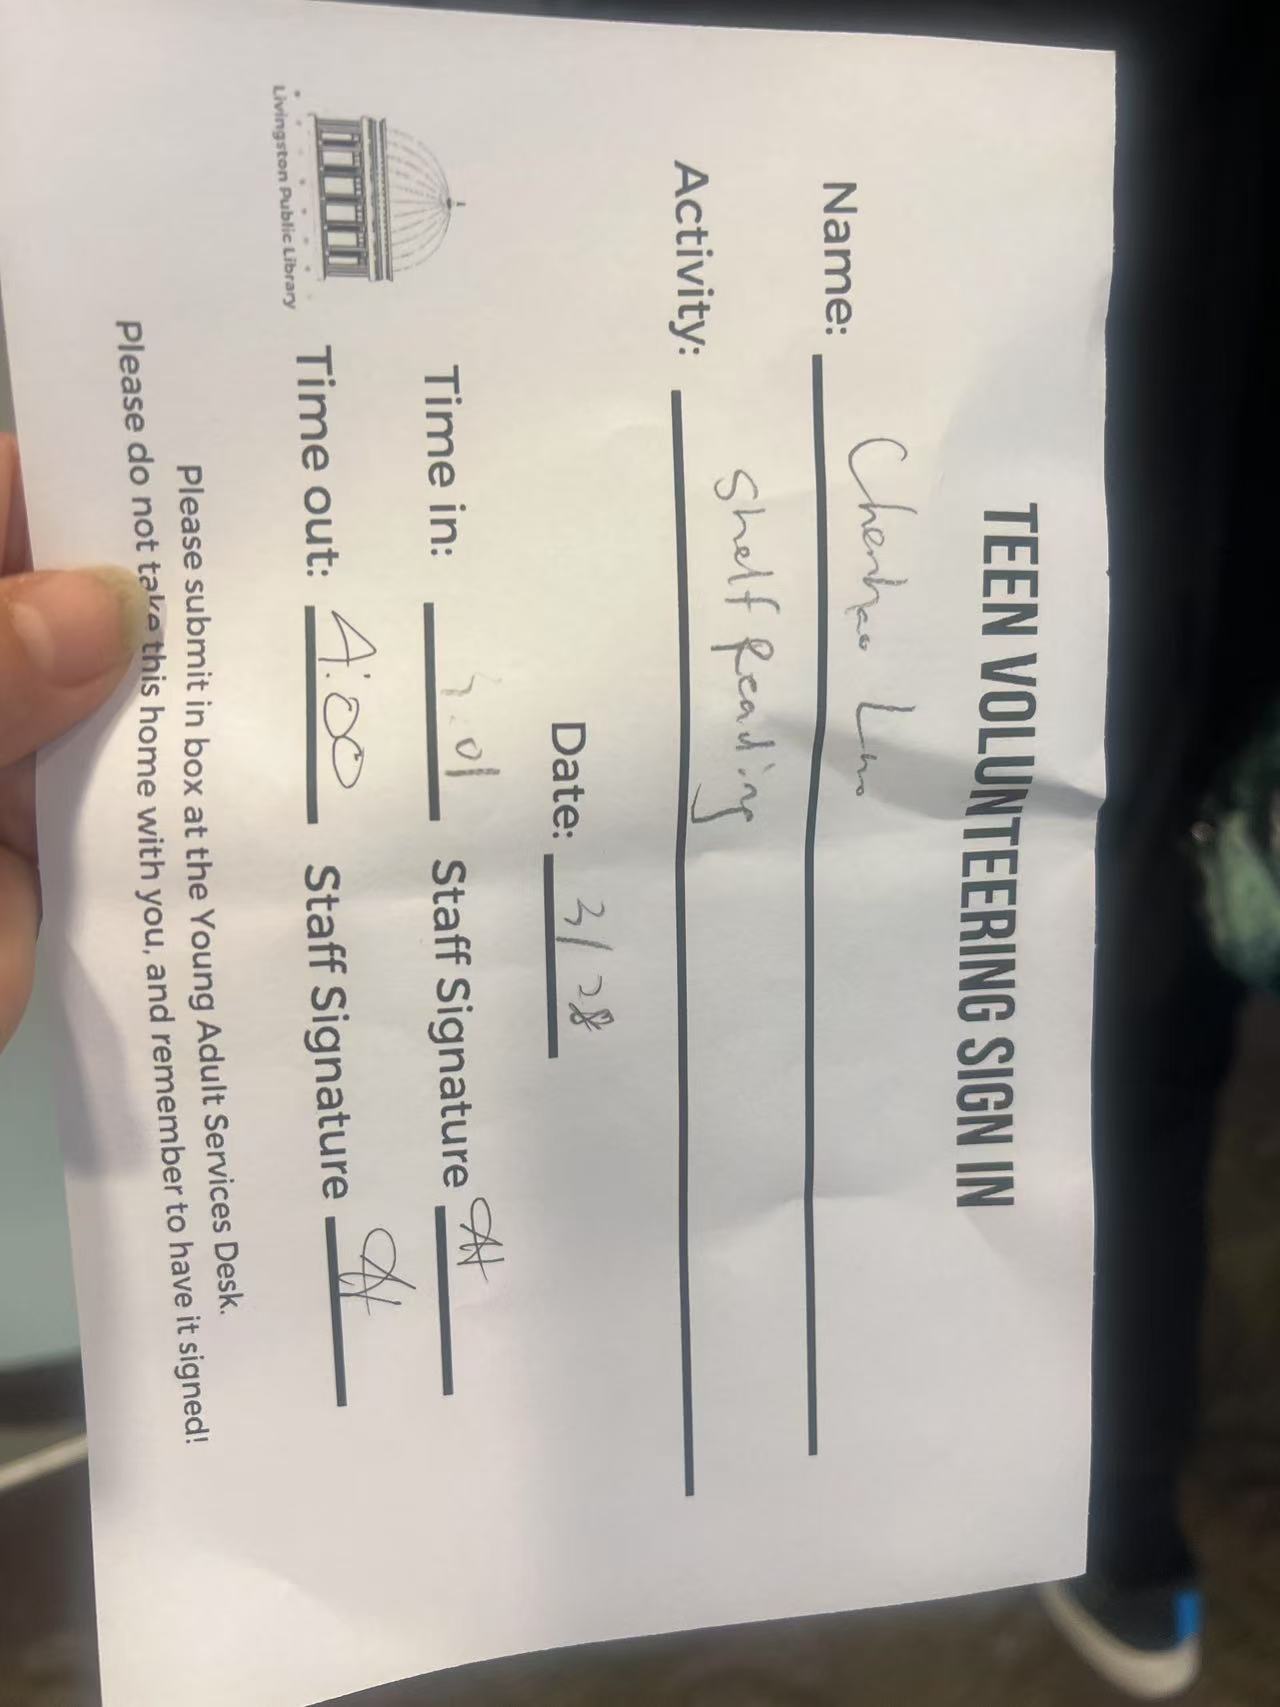 TEEN VOLUNTEERING SIGN IN
Name: Chenhao
Activity: Shelf Reading
Date: 3/28
Time in: 3:01 Staff Signature
Time out: 4:00 Staff Signature
Livingston Public Library
Please submit in box at the Young Adult Services Desk.
Please do not take this home with you, and remember to have it signed!